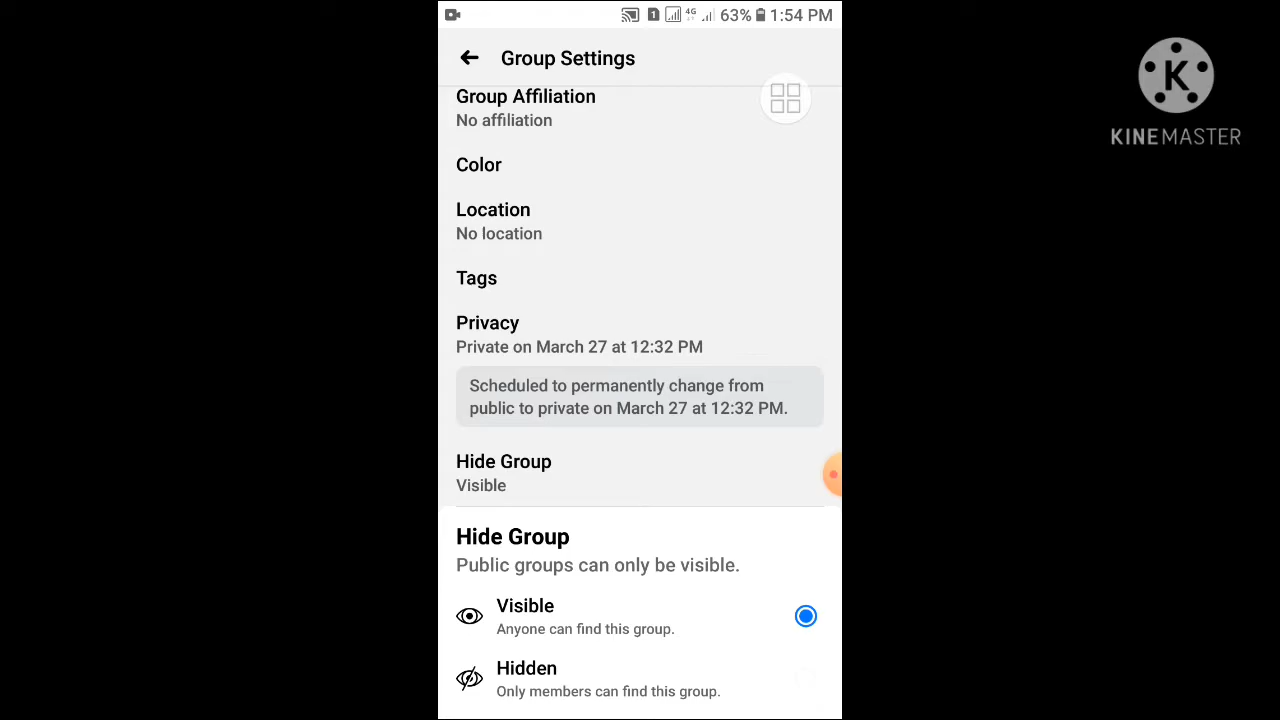 1 4G 63% 1:54 PM
Group Settings
Group Affiliation
No affiliation
Color
Location
No location
Tags
Privacy
Private on March 27 at 12:32 PM
Scheduled to permanently change from
public to private on March 27 at 12:32 PM.
Hide Group
Visible
Hide Group
Public groups can only be visible.
Visible
Anyone can find this group.
Hidden
Only members can find this group.
K
KINEMASTER